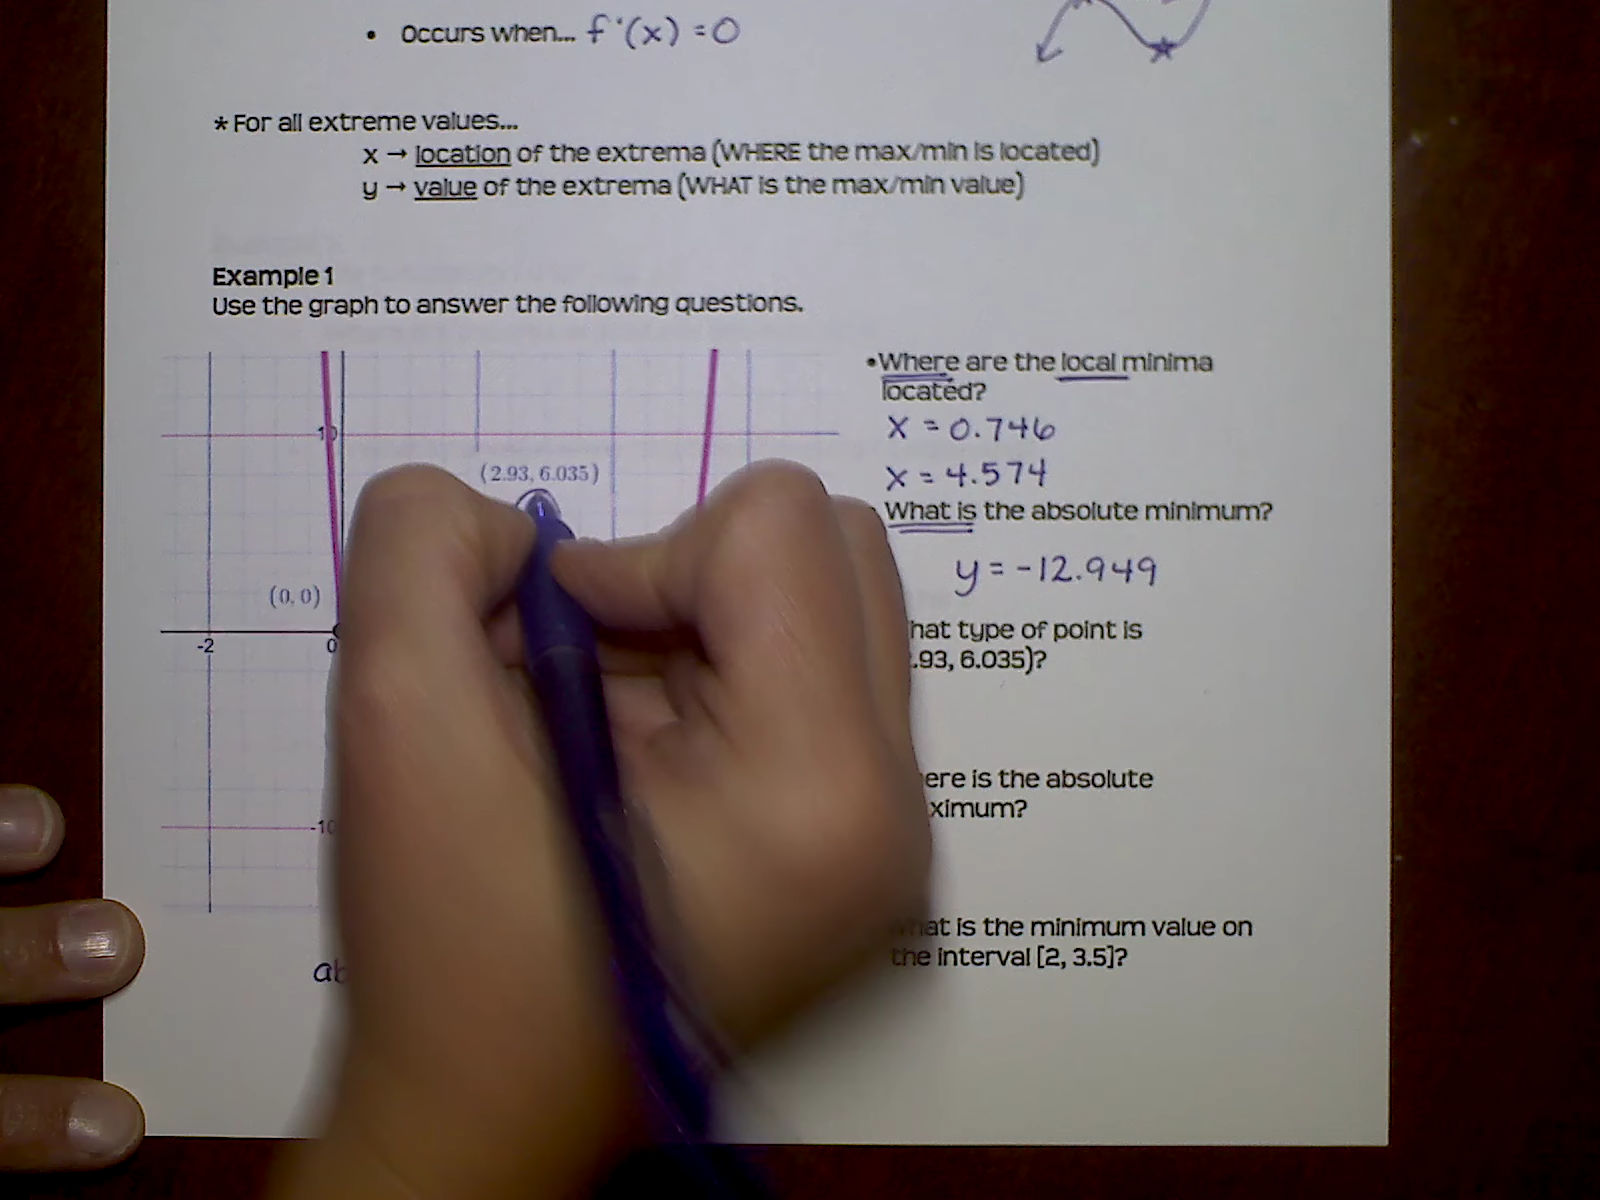 • Occurs when... f'(x) = 0
* For all extreme values...
x → location of the extrema (WHERE the max/min is located)
y → value of the extrema (WHAT is the max/min value)
Example 1
Use the graph to answer the following questions.
•Where are the local minima
located?
x = 0.746
x = 4.574
What is the absolute minimum?
y = -12.949
hat type of point is
.93, 6.035)?
ere is the absolute
ximum?
hat is the minimum value on
the interval [2, 3.5]?
10
(2.93, 6.035)
(0, 0)
-2
0
-10
ab